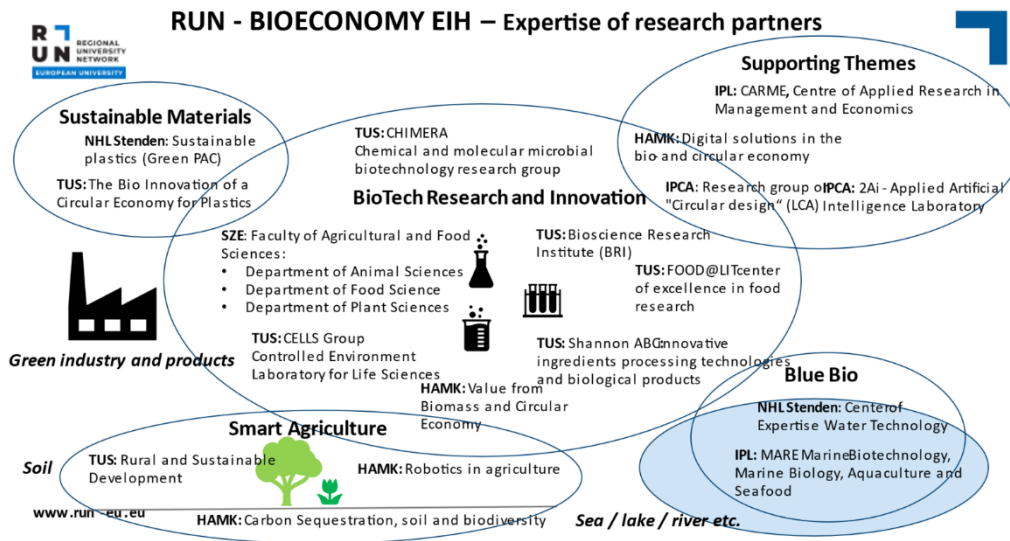 RUN - BIOECONOMY EIH – Expertise of research partners
R UN
REGIONAL
UNIVERSITY
NETWORK
EUROPEAN UNIVERSITY
Sustainable Materials
NHL Stenden: Sustainable
plastics (Green PAC)
TUS: The Bio Innovation of a
Circular Economy for Plastics
TUS: CHIMERA
Chemical and molecular microbial
biotechnology research group
Supporting Themes
IPL: CARME, Centre of Applied Research in
Management and Economics
HAMK: Digital solutions in the
bio- and circular economy
IPCA: Research group o
"Circular design“ (LCA)
IPCA: 2Ai - Applied Artificial
Intelligence Laboratory
BioTech Research and Innovation
SZE: Faculty of Agricultural and Food
Sciences:
• Department of Animal Sciences
• Department of Food Science
• Department of Plant Sciences
TUS: CELLS Group
Controlled Environment
Laboratory for Life Sciences
TUS: Bioscience Research
Institute (BRI)
TUS: FOOD@LIT center
of excellence in food
research
TUS: Shannon ABC: innovative
ingredients processing technologies
and biological products
HAMK: Value from
Biomass and Circular
Economy
Green industry and products
Blue Bio
NHL Stenden: Center of
Expertise Water Technology
IPL: MARE Marine Biotechnology,
Marine Biology, Aquaculture and
Seafood
Smart Agriculture
Soil
TUS: Rural and Sustainable
Development
HAMK: Robotics in agriculture
www.run-eu.eu
HAMK: Carbon Sequestration, soil and biodiversity
Sea / lake / river etc.